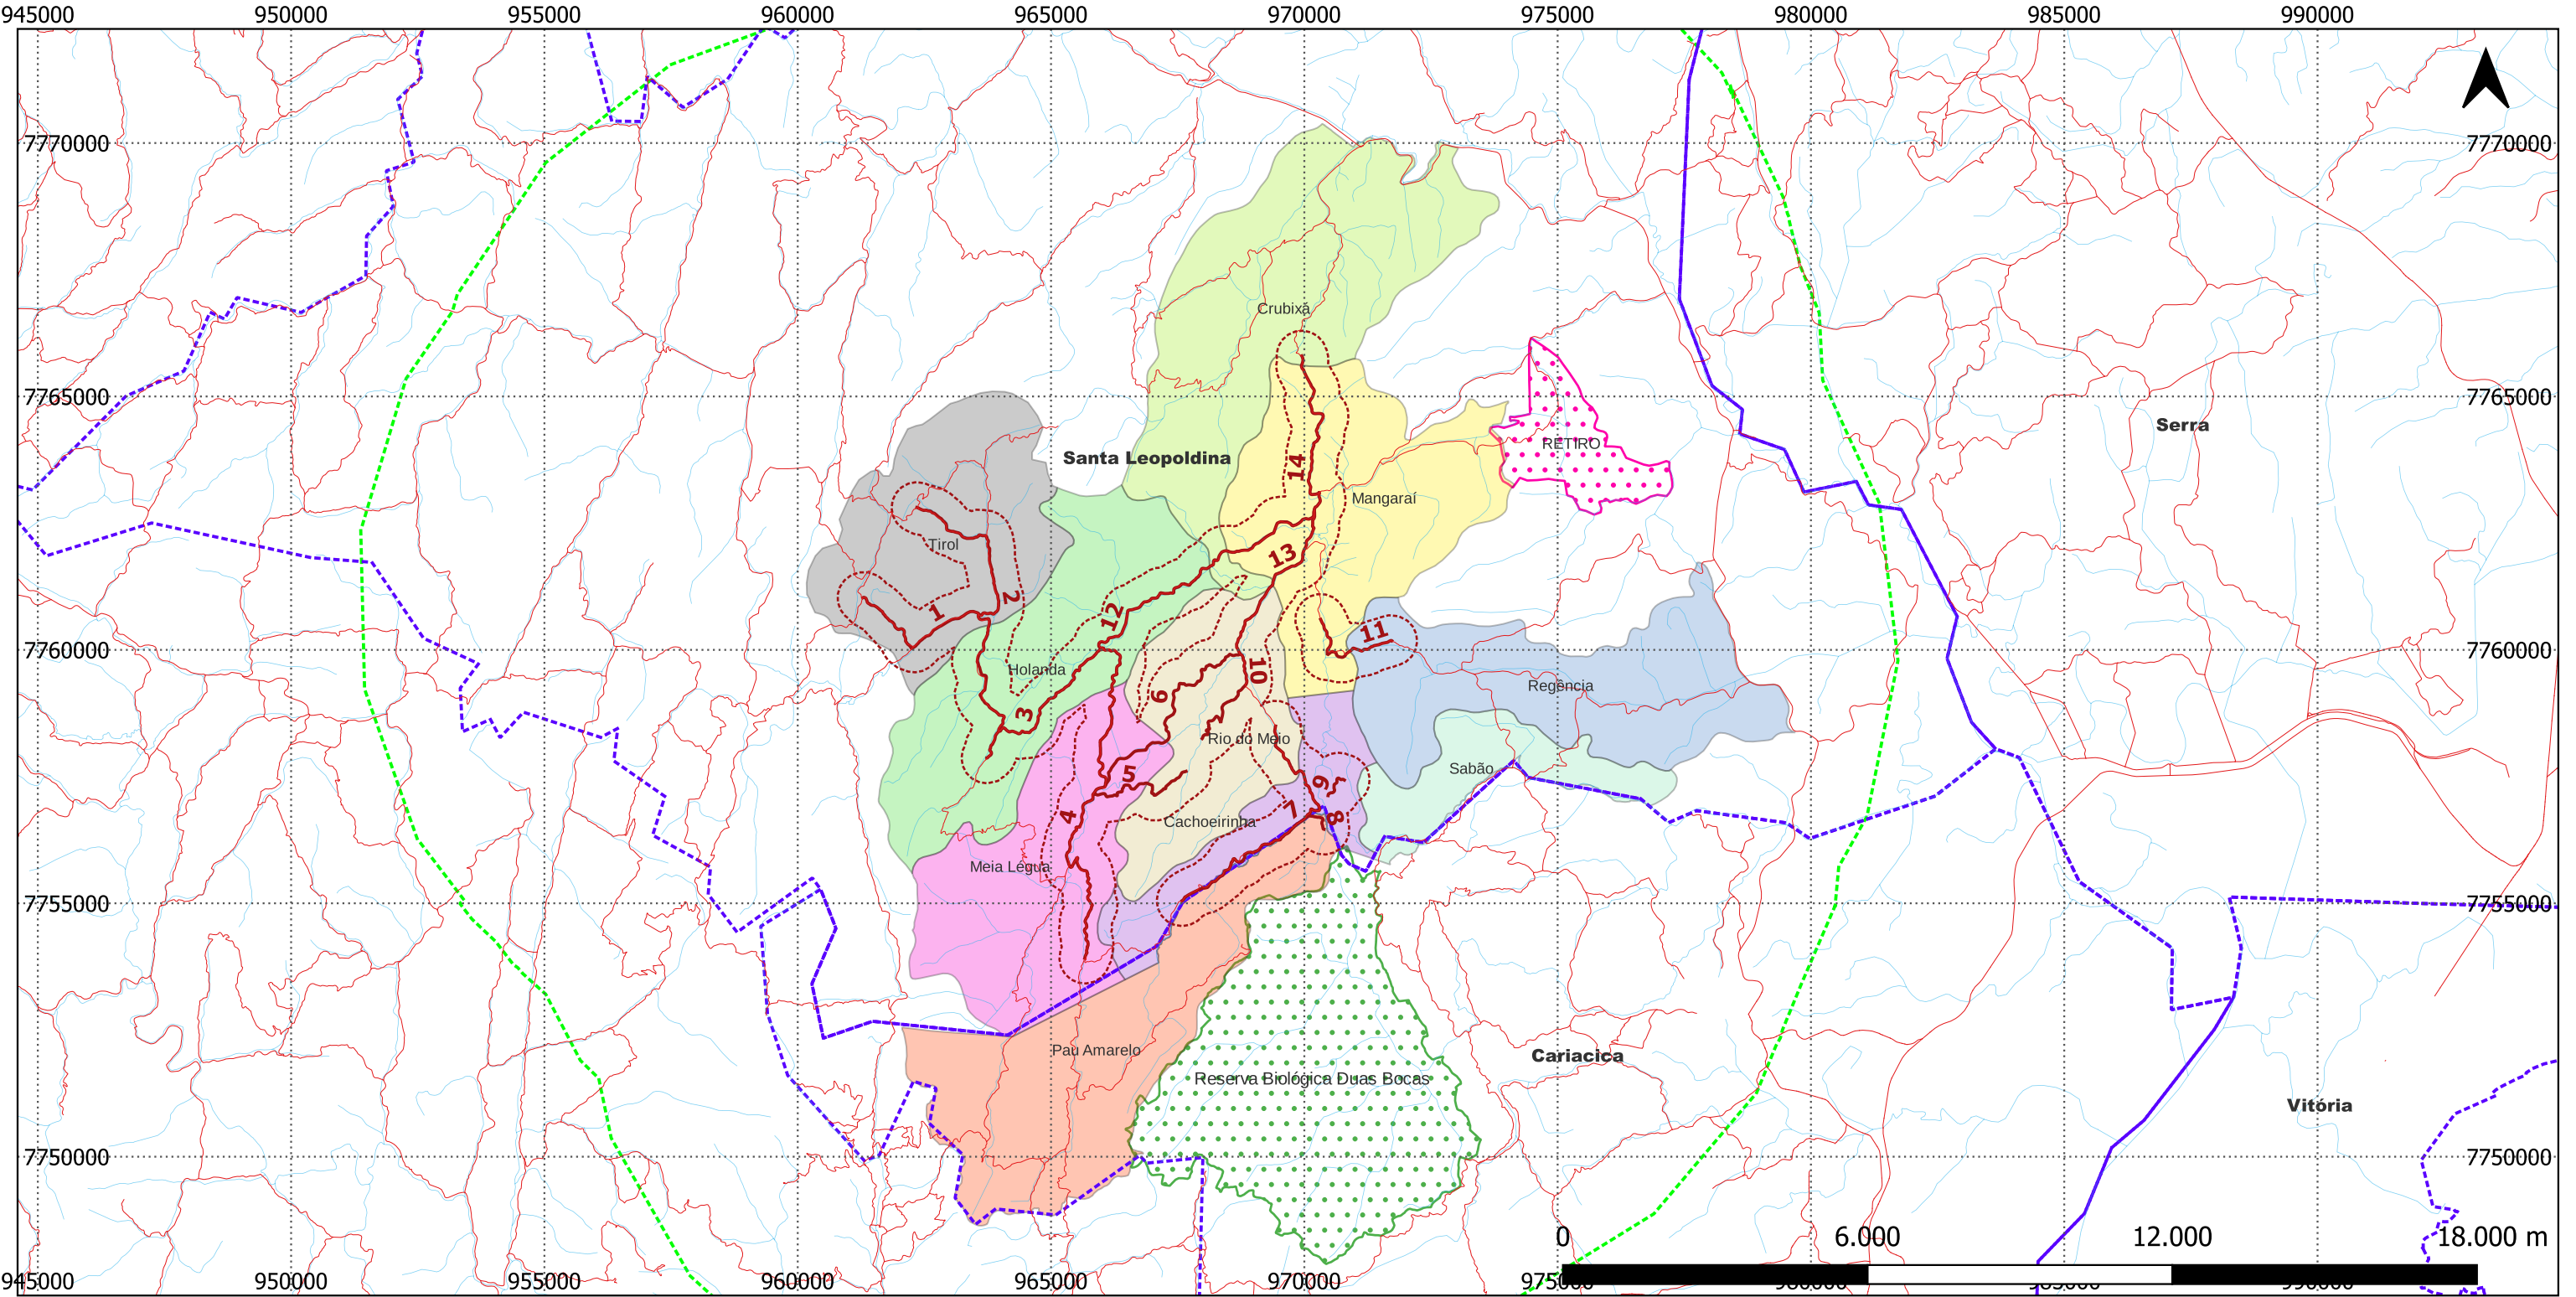 945000 950000 955000 960000 965000 970000 975000 980000 985000 990000
7770000 7770000
Crubixá
7765000 7765000
Serra
RETIRO
Santa Leopoldina
14
Mangaraí
Tirol
13
2
1
12
11
7760000 7760000
Holanda
10
Regência
6
3
Rio do Meio
5
Sabão
9
7
4
8
Cachoeirinha
Meia Légua
7755000 7755000
Pau Amarelo
Cariacica
Reserva Biológica Duas Bocas
Vitória
7750000 7750000
0 6.000 12.000 18.000 m
945000 950000 955000 960000 965000 970000 975000 980000 985000 990000